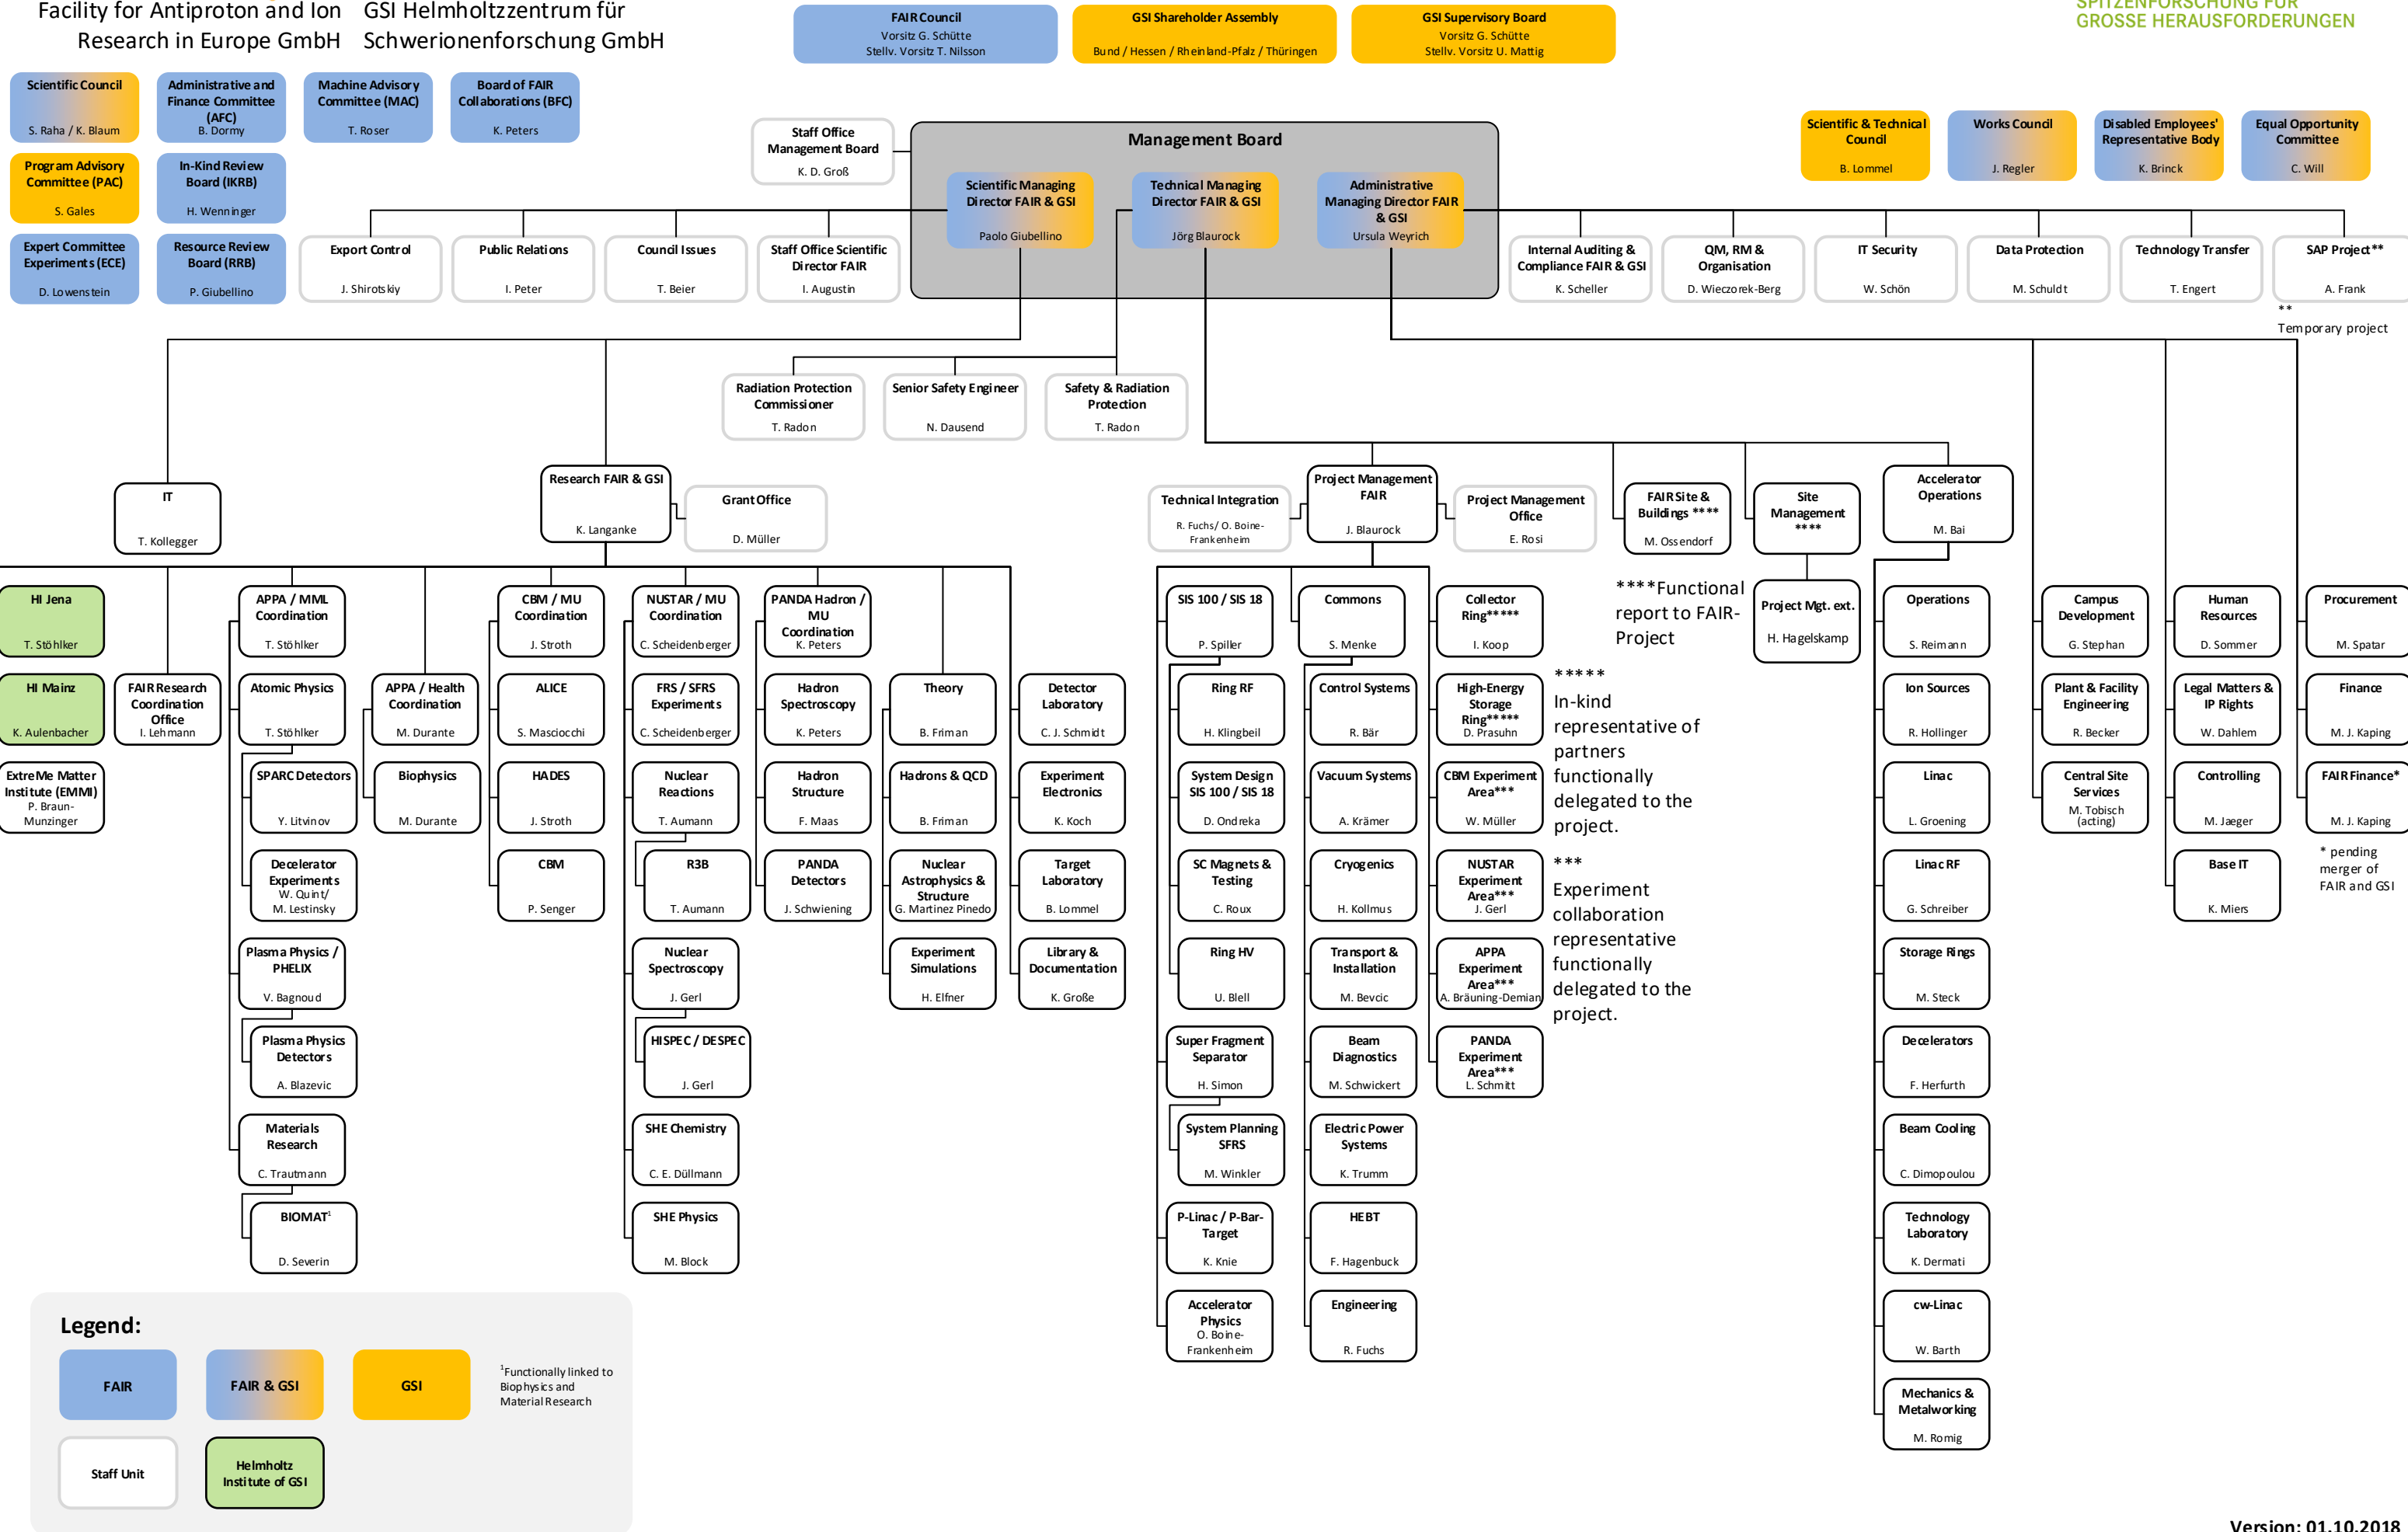 Facility for Antiproton and Ion
Research in Europe GmbH
GSI Helmholtzzentrum für
Schwerionenforschung GmbH
FAIR Council
Vorsitz G. Schütte
Stellv. Vorsitz T. Nilsson
GSI Shareholder Assembly
Bund / Hessen / Rheinland-Pfalz / Thüringen
GSI Supervisory Board
Vorsitz G. Schütte
Stellv. Vorsitz U. Mattig
SPITZENFORSCHUNG FÜR
GROSSE HERAUSFORDERUNGEN
Scientific Council
S. Raha / K. Blaum
Administrative and
Finance Committee
(AFC)
B. Dormy
Machine Advisory
Committee (MAC)
T. Roser
Board of FAIR
Collaborations (BFC)
K. Peters
Program Advisory
Committee (PAC)
S. Gales
In-Kind Review
Board (IKRB)
H. Wenninger
Expert Committee
Experiments (ECE)
D. Lowenstein
Resource Review
Board (RRB)
P. Giubellino
Staff Office
Management Board
K. D. Groß
Management Board
Scientific Managing
Director FAIR & GSI
Paolo Giubellino
Technical Managing
Director FAIR & GSI
Jörg Blaurock
Administrative
Managing Director FAIR
& GSI
Ursula Weyrich
Scientific & Technical
Council
B. Lommel
Works Council
J. Regler
Disabled Employees'
Representative Body
K. Brinck
Equal Opportunity
Committee
C. Will
Export Control
J. Shirotskiy
Public Relations
I. Peter
Council Issues
T. Beier
Staff Office Scientific
Director FAIR
I. Augustin
Internal Auditing &
Compliance FAIR & GSI
K. Scheller
QM, RM &
Organisation
D. Wieczorek-Berg
IT Security
W. Schön
Data Protection
M. Schuldt
Technology Transfer
T. Engert
SAP Project**
A. Frank
**
Temporary project
Radiation Protection
Commissioner
T. Radon
Senior Safety Engineer
N. Dausend
Safety & Radiation
Protection
T. Radon
IT
T. Kollegger
Research FAIR & GSI
K. Langanke
Grant Office
D. Müller
Technical Integration
R. Fuchs/ O. Boine-
Frankenheim
Project Management
FAIR
J. Blaurock
Project Management
Office
E. Rosi
FAIR Site &
Buildings ****
M. Ossendorf
Site
Management
****
Accelerator
Operations
M. Bai
HI Jena
T. Stöhlker
HI Mainz
K. Aulenbacher
ExtreMe Matter
Institute (EMMI)
P. Braun-
Munzinger
FAIR Research
Coordination
Office
I. Lehmann
APPA / MML
Coordination
T. Stöhlker
Atomic Physics
T. Stöhlker
SPARC Detectors
Y. Litvinov
Decelerator
Experiments
W. Quint/
M. Lestinsky
Plasma Physics /
PHELIX
V. Bagnoud
Plasma Physics
Detectors
A. Blazevic
Materials
Research
C. Trautmann
BIOMAT1
D. Severin
APPA / Health
Coordination
M. Durante
Biophysics
M. Durante
CBM / MU
Coordination
J. Stroth
ALICE
S. Masciocchi
HADES
J. Stroth
CBM
P. Senger
NUSTAR / MU
Coordination
C. Scheidenberger
FRS / SFRS
Experiments
C. Scheidenberger
Nuclear
Reactions
T. Aumann
R3B
T. Aumann
Nuclear
Spectroscopy
J. Gerl
HISPEC / DESPEC
J. Gerl
SHE Chemistry
C. E. Düllmann
SHE Physics
M. Block
PANDA Hadron /
MU
Coordination
K. Peters
Hadron
Spectroscopy
K. Peters
Hadron
Structure
F. Maas
PANDA
Detectors
J. Schwiening
Theory
B. Friman
Hadrons & QCD
B. Friman
Nuclear
Astrophysics &
Structure
G. Martinez Pinedo
Experiment
Simulations
H. Elfner
Detector
Laboratory
C. J. Schmidt
Experiment
Electronics
K. Koch
Target
Laboratory
B. Lommel
Library &
Documentation
K. Große
SIS 100 / SIS 18
P. Spiller
Ring RF
H. Klingbeil
System Design
SIS 100 / SIS 18
D. Ondreka
SC Magnets &
Testing
C. Roux
Ring HV
U. Blell
Super Fragment
Separator
H. Simon
System Planning
SFRS
M. Winkler
P-Linac / P-Bar-
Target
K. Knie
Accelerator
Physics
O. Boine-
Frankenheim
Commons
S. Menke
Control Systems
R. Bär
Vacuum Systems
A. Krämer
Cryogenics
H. Kollmus
Transport &
Installation
M. Bevcic
Beam
Diagnostics
M. Schwickert
Electric Power
Systems
K. Trumm
HEBT
F. Hagenbuck
Engineering
R. Fuchs
Collector
Ring*****
I. Koop
High-Energy
Storage
Ring*****
D. Prasuhn
CBM Experiment
Area***
W. Müller
NUSTAR
Experiment
Area***
J. Gerl
APPA
Experiment
Area***
A. Bräuning-Demian
PANDA
Experiment
Area***
L. Schmitt
****Functional
report to FAIR-
Project
*****
In-kind
representative of
partners
functionally
delegated to the
project.
***
Experiment
collaboration
representative
functionally
delegated to the
project.
Project Mgt. ext.
H. Hagelskamp
Operations
S. Reimann
Ion Sources
R. Hollinger
Linac
L. Groening
Linac RF
G. Schreiber
Storage Rings
M. Steck
Decelerators
F. Herfurth
Beam Cooling
C. Dimopoulou
Technology
Laboratory
K. Dermati
cw-Linac
W. Barth
Mechanics &
Metalworking
M. Romig
Campus
Development
G. Stephan
Plant & Facility
Engineering
R. Becker
Central Site
Services
M. Tobisch
(acting)
Human
Resources
D. Sommer
Legal Matters &
IP Rights
W. Dahlem
Controlling
M. Jaeger
Base IT
K. Miers
Procurement
M. Spatar
Finance
M. J. Kaping
FAIR Finance*
M. J. Kaping
* pending
merger of
FAIR and GSI
Legend:
FAIR
FAIR & GSI
GSI
1Functionally linked to
Biophysics and
Material Research
Staff Unit
Helmholtz
Institute of GSI
Version: 01.10.2018